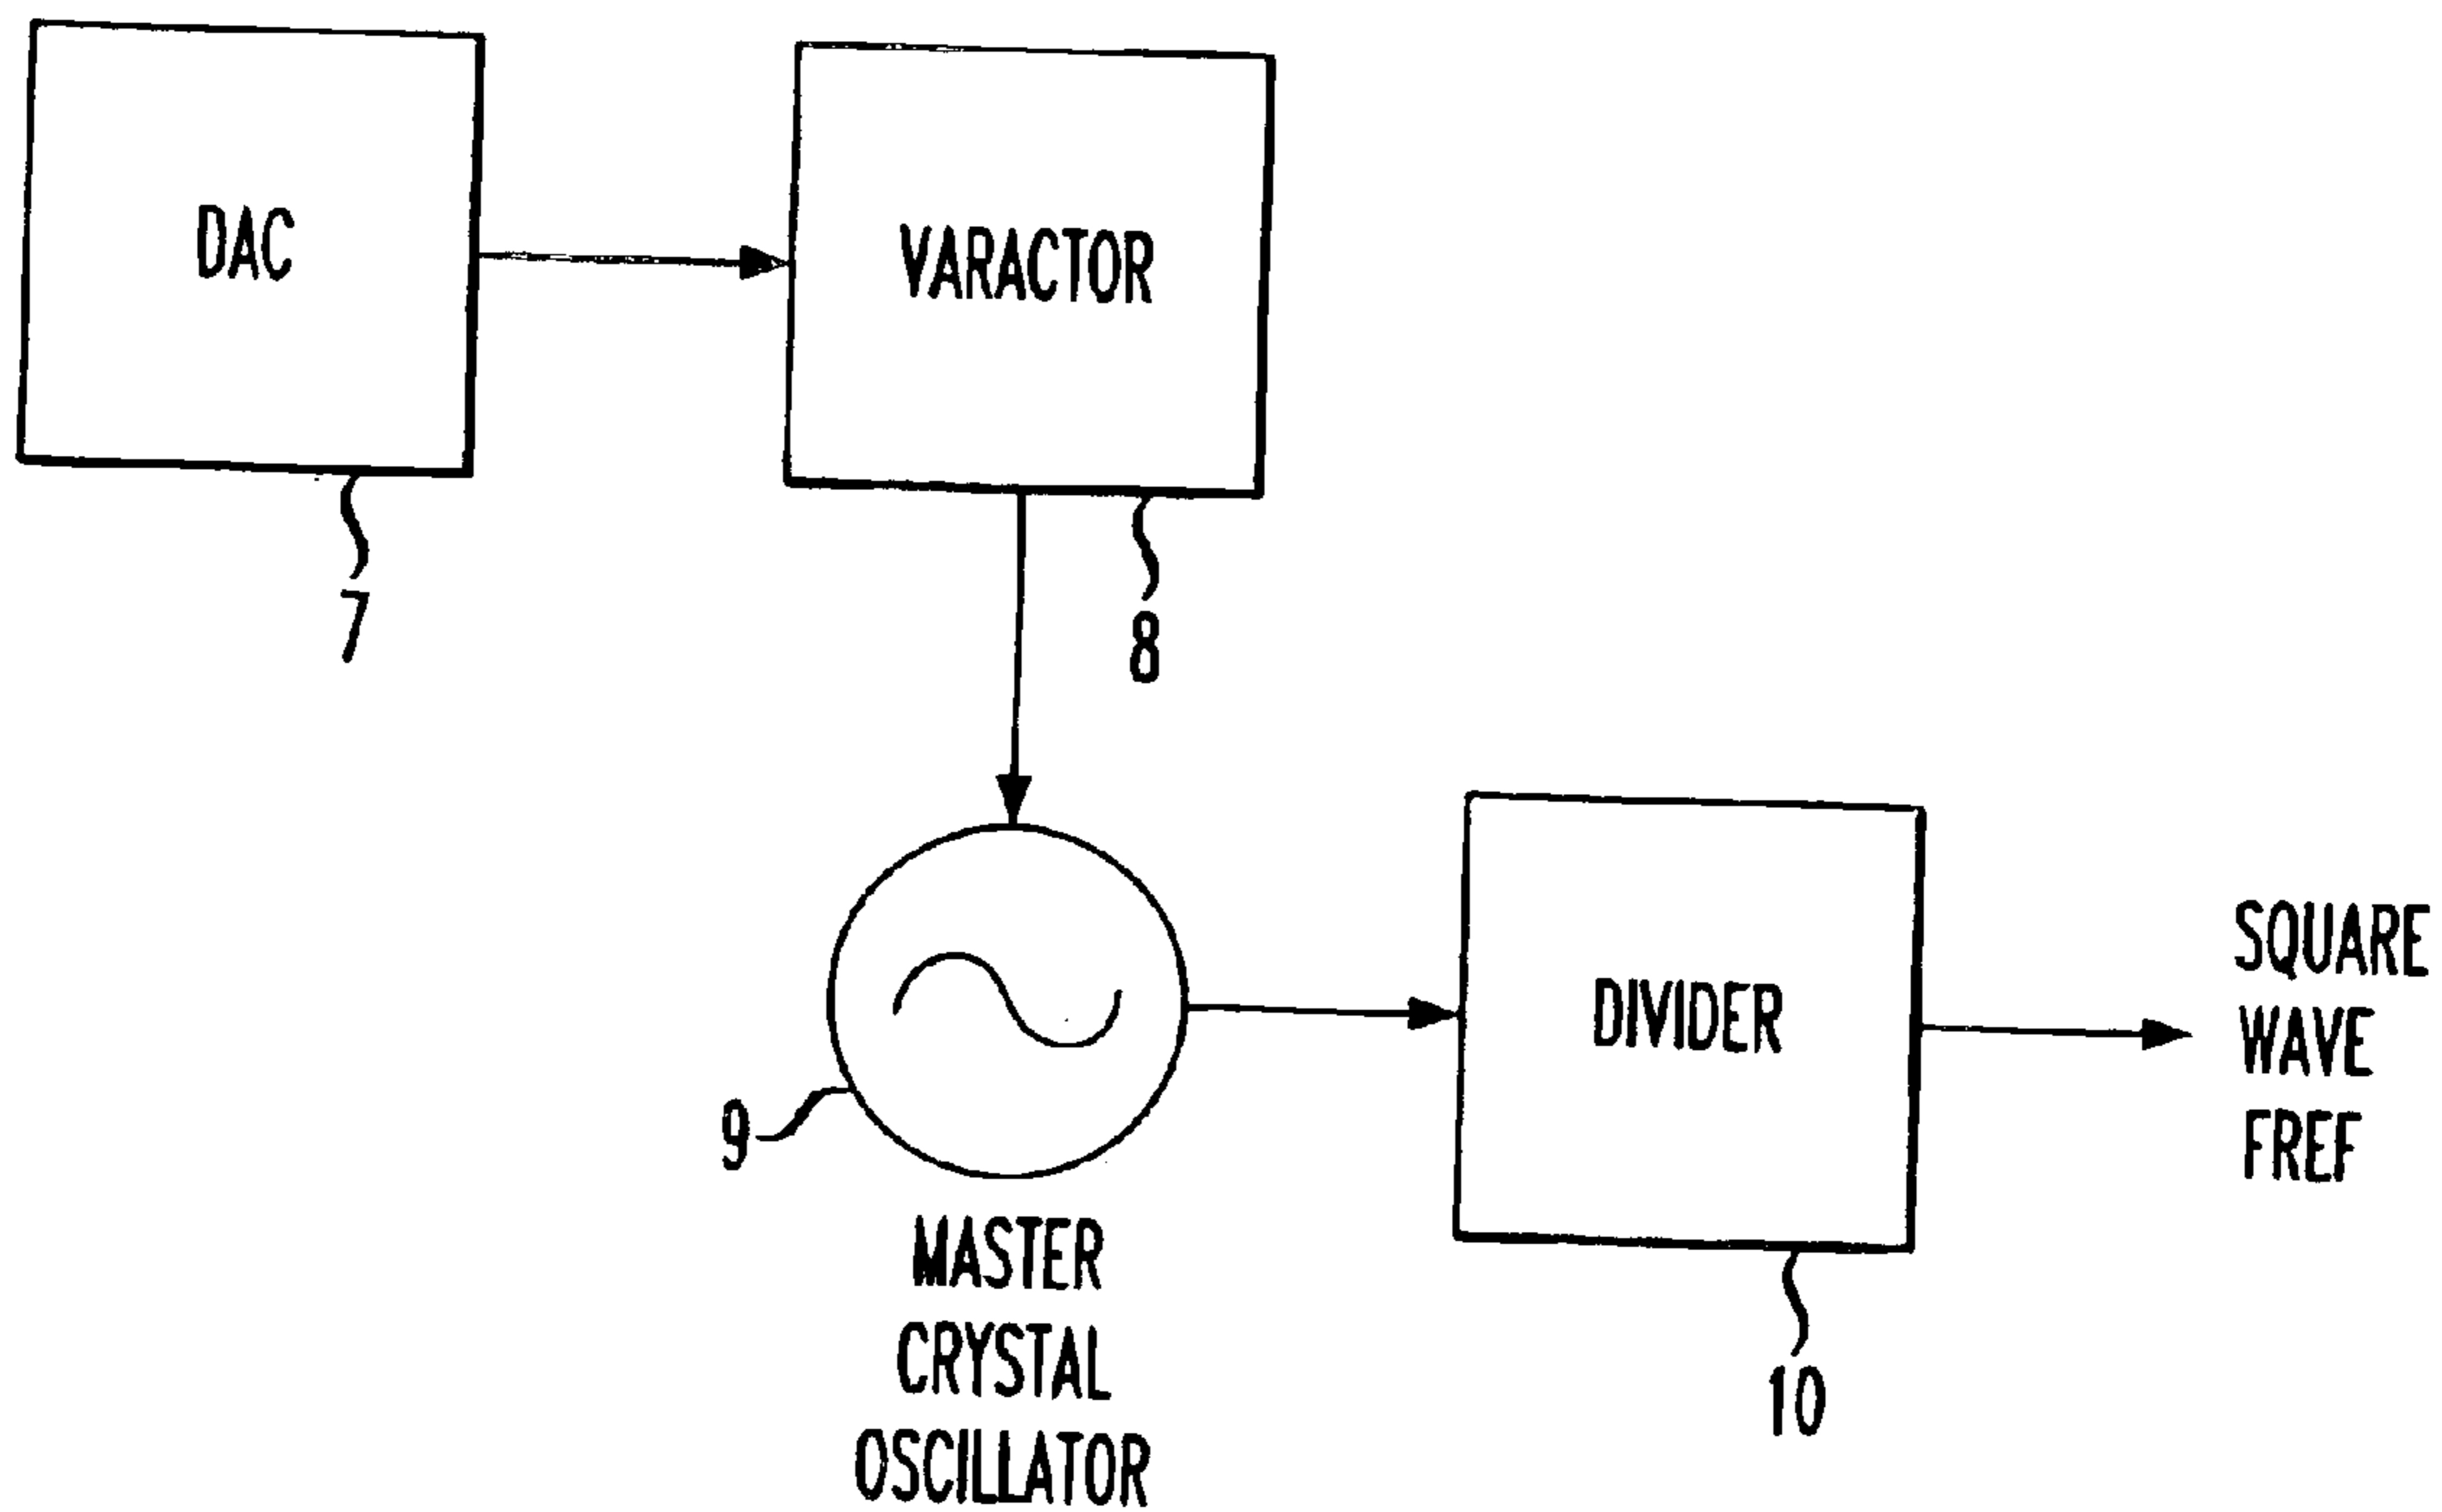 DAC
VARACTOR
7
8
DIVIDER
SQUARE
WAVE
FREF
9
MASTER
CRYSTAL
OSCILLATOR
10